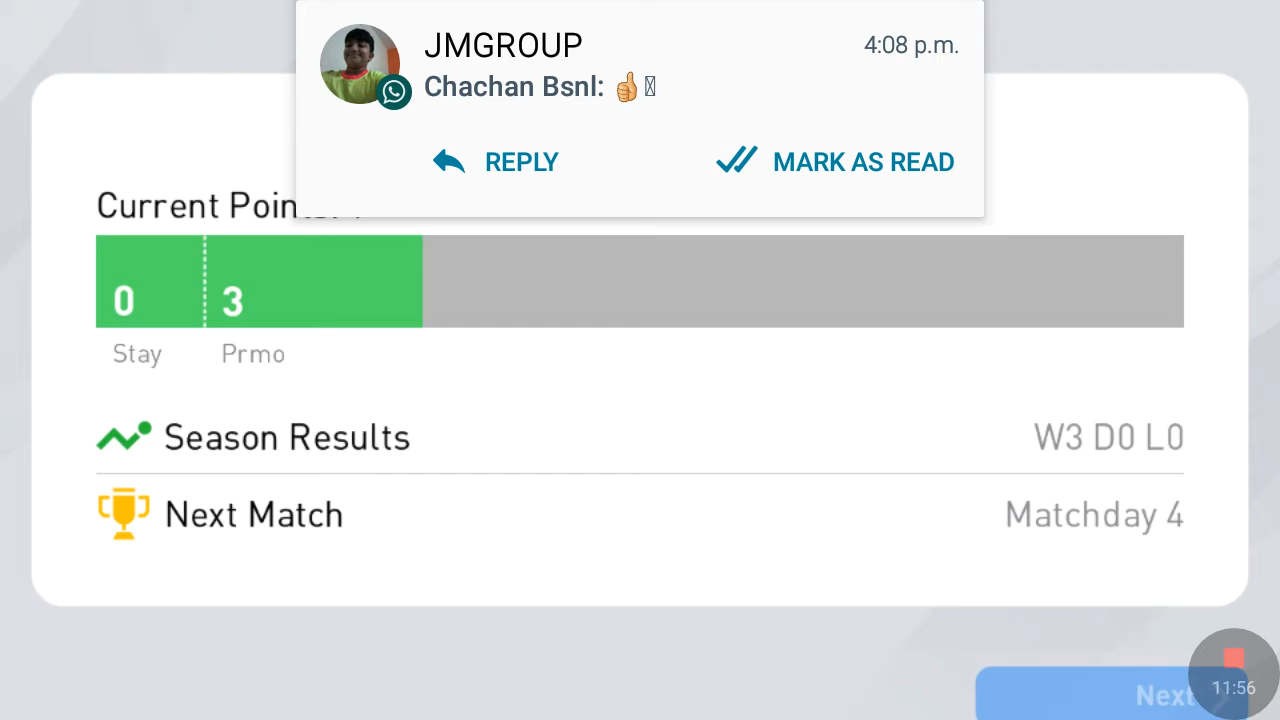 JMGROUP
4:08 p.m.
Chachan Bsnl: 👍
REPLY
MARK AS READ
Current
0
3
Stay
Prmo
Season Results
W3 D0 L0
Next Match
Matchday 4
Next
11:56